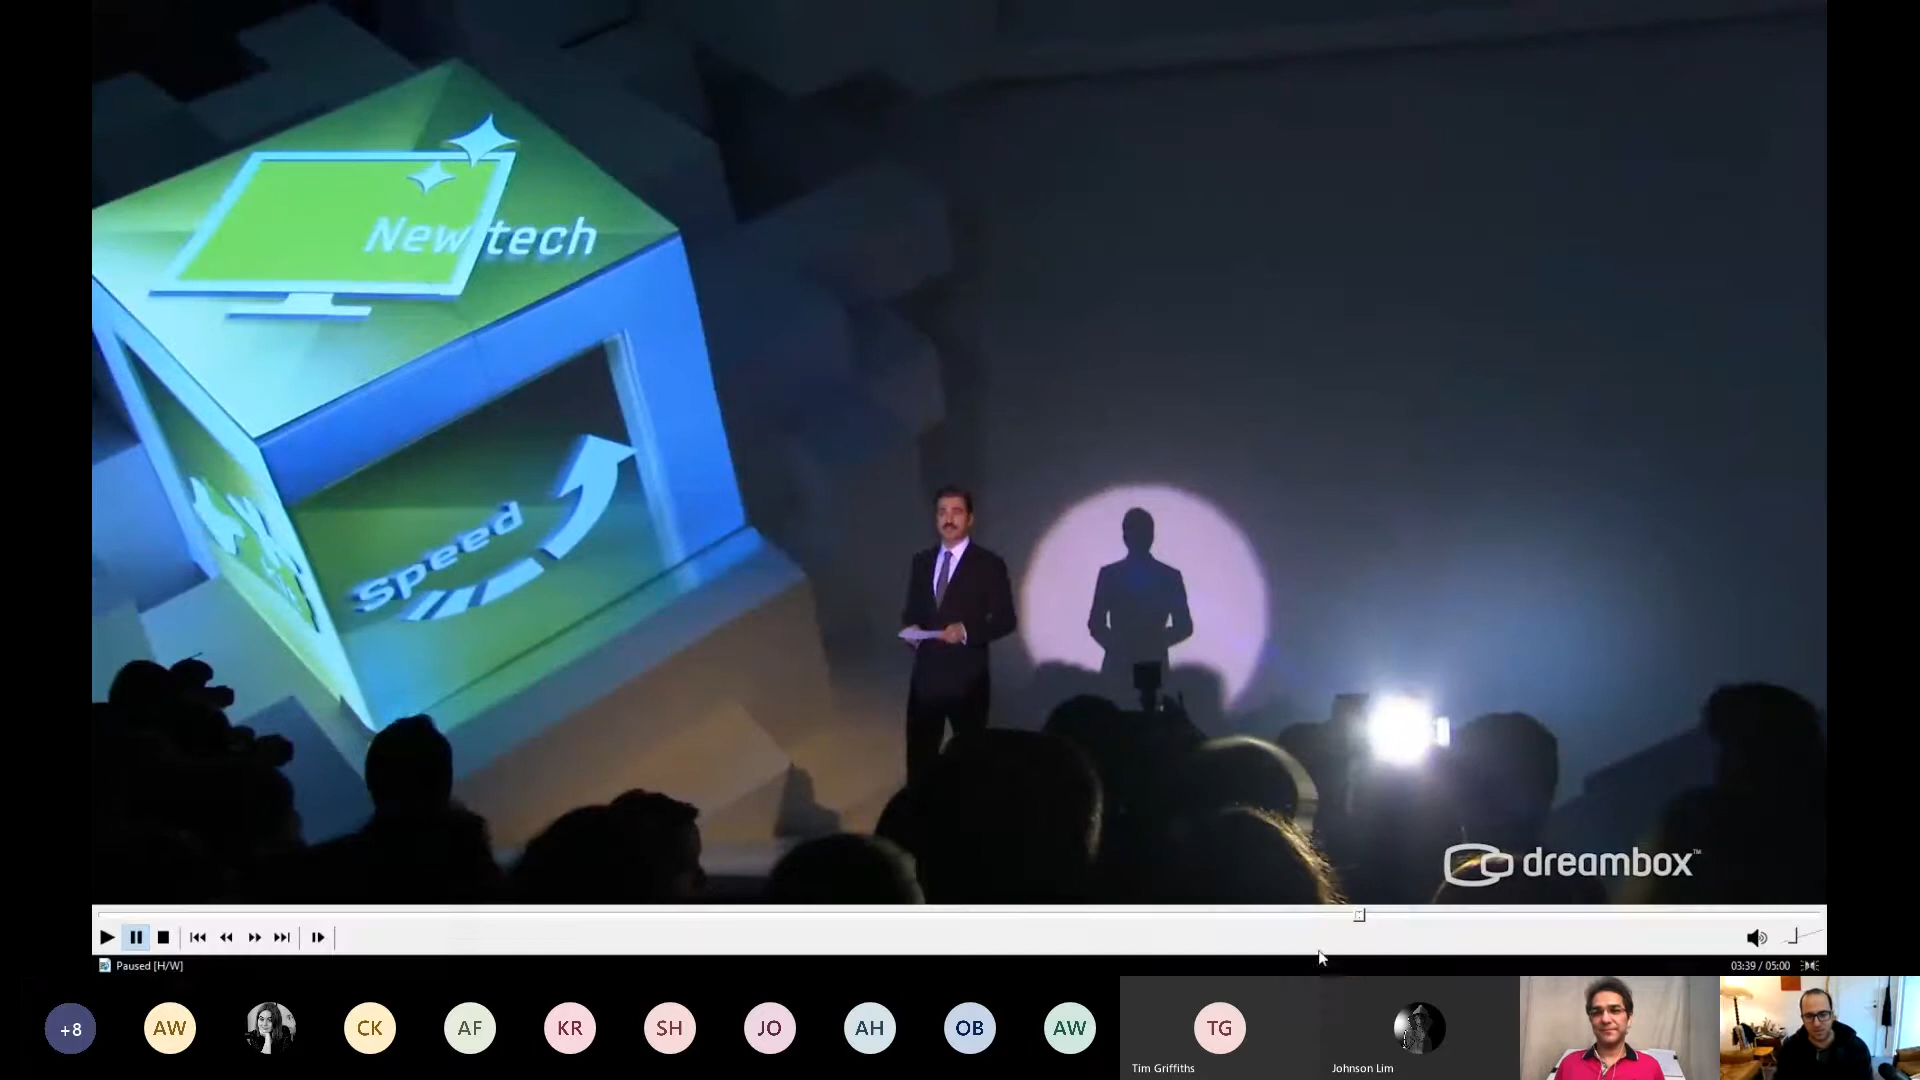 New tech
Speed
dreambox™
Paused [H/W]
03:39 / 05:00
+8
AW
CK
AF
KR
SH
JO
AH
OB
AW
TG
Tim Griffiths
Johnson Lim